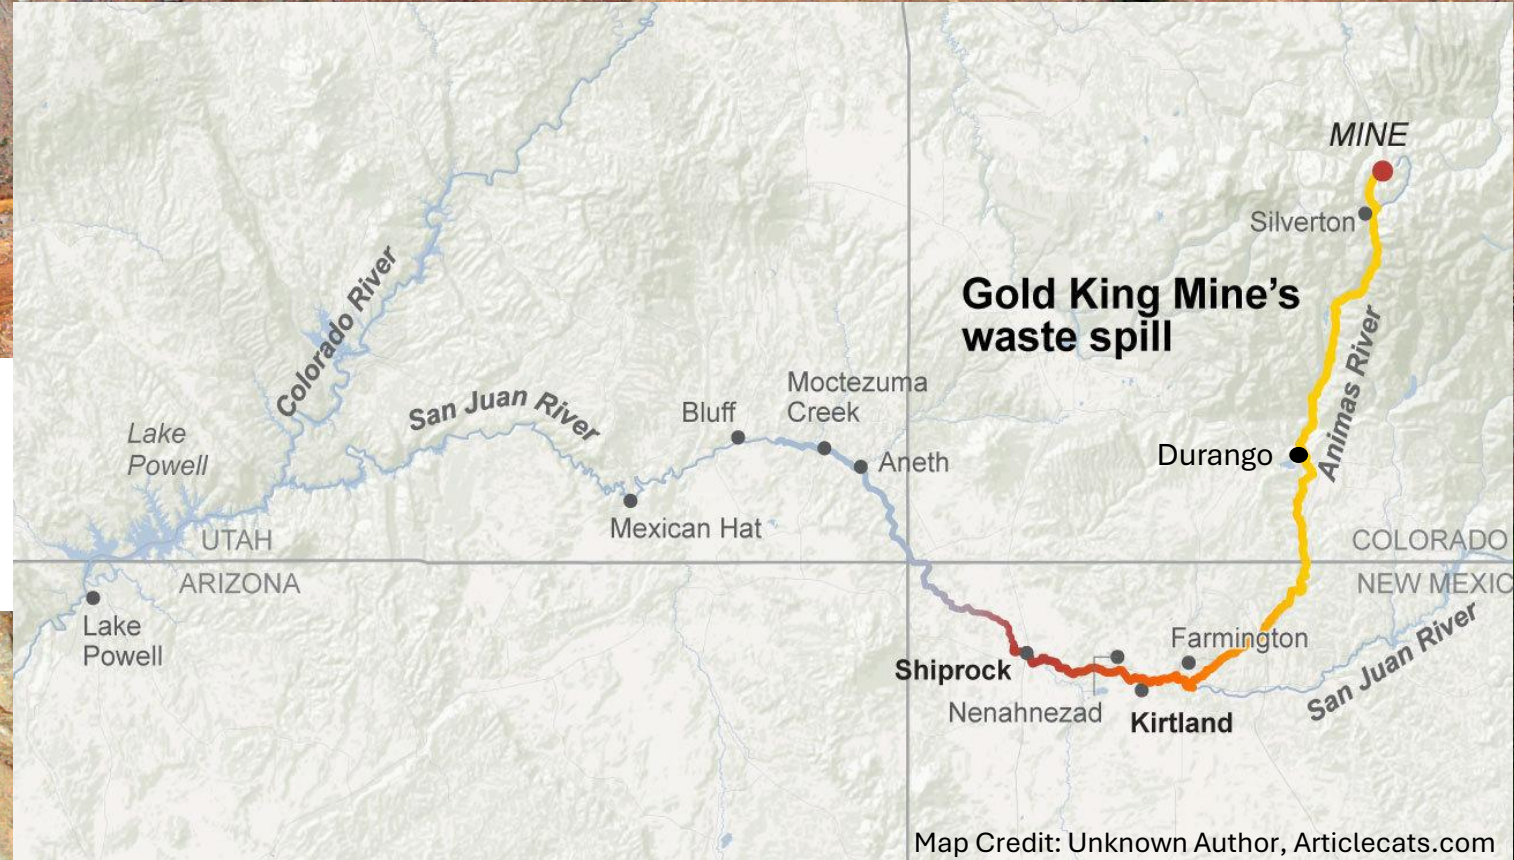 MINE
Silverton
Gold King Mine's
waste spill
Animas River
Colorado River
San Juan River
Moctezuma
Creek
Bluff
Lake
Powell
Durango
Aneth
Mexican Hat
UTAH
COLORADO
ARIZONA
NEW MEXIC
Lake
Powell
Farmington
San Juan River
Shiprock
Nenahnezad
Kirtland
Map Credit: Unknown Author, Articlecats.com